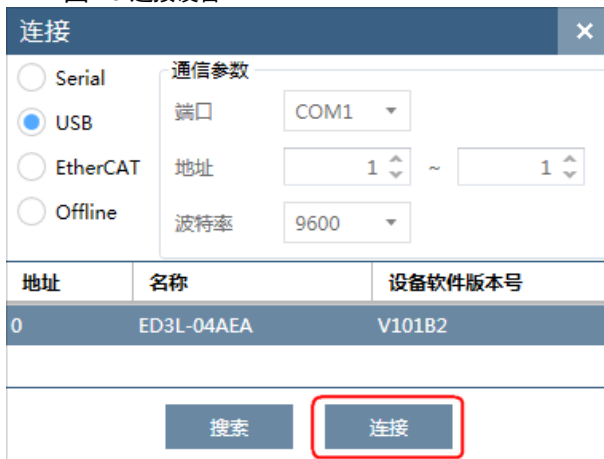 连接
Serial
USB
EtherCAT
Offline
通信参数
端口 COM1
地址 1 ~ 1
波特率 9600
地址 名称 设备软件版本号
0 ED3L-04AEA V101B2
搜索 连接